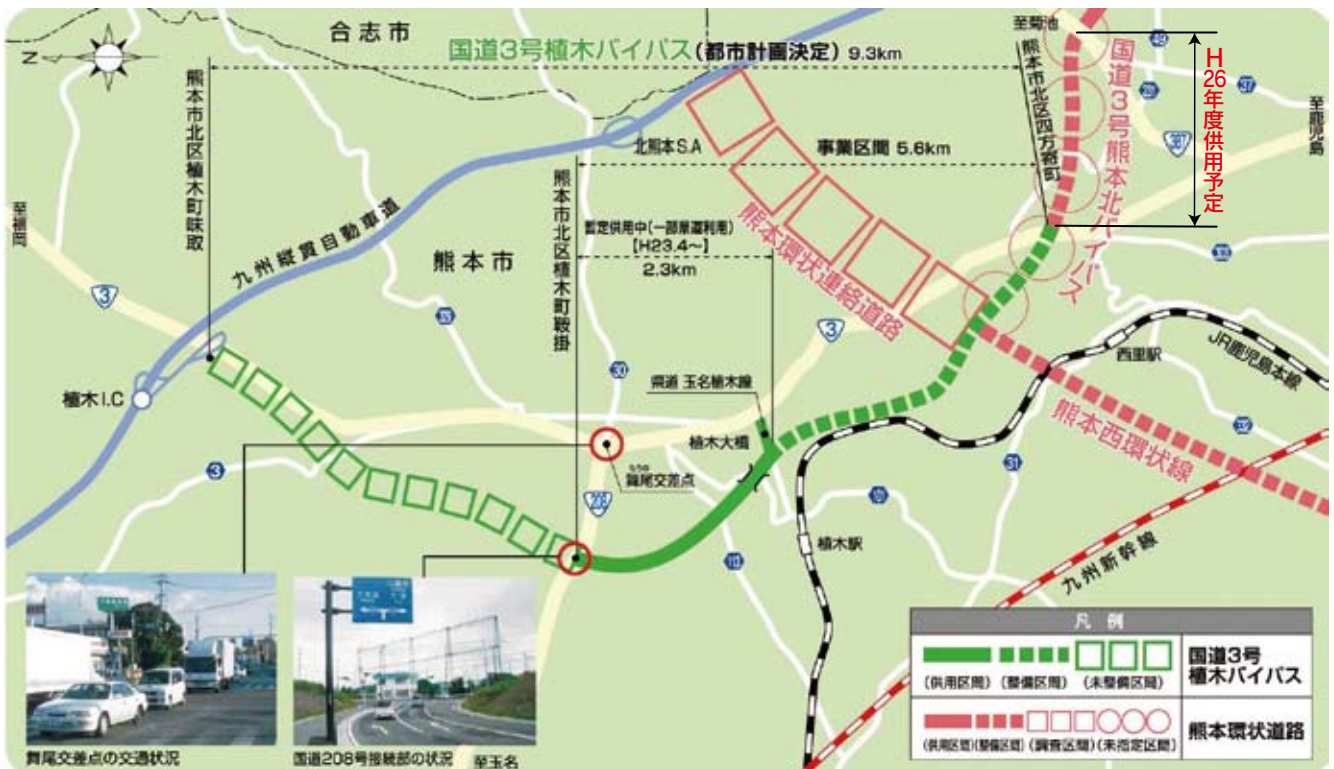 合志市
国道3号植木バイパス(都市計画決定) 9.3km
N
熊本市北区植木町味取
至福岡
九州縦貫自動車道
3
植木I.C
熊本市
北熊本S.A
事業区間 5.6km
熊本市北区植木町鞍掛
暫定供用中(一部県道利用)
【H23.4~】
2.3km
熊本環状連絡道路
熊本市北区四方寄町
至菊池
国道3号熊本北バイパス
H26年度供用予定
至鹿児島
49
37
387
30
3
3
208
県道 玉名植木線
植木大橋
舞尾交差点
西里駅
JR鹿児島本線
熊本西環状線
31
101
113
植木駅
九州新幹線
舞尾交差点の交通状況
国道208号接続部の状況
至玉名
凡例
(供用区間) (整備区間) (未整備区間)
国道3号
植木バイパス
(供用区間)(整備区間)(調査区間)(未指定区間)
熊本環状道路